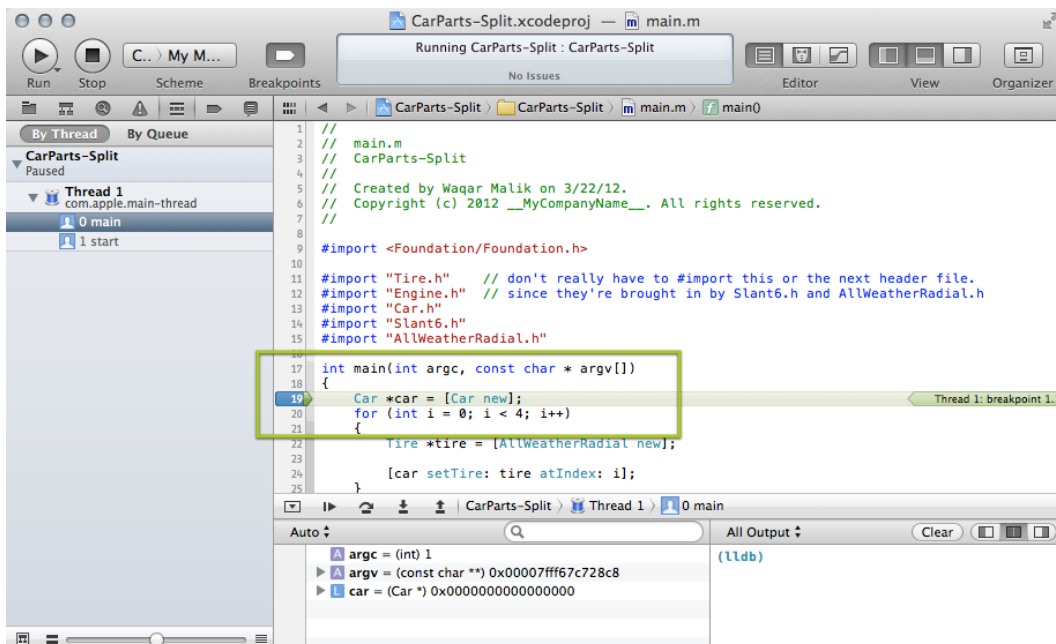 CarParts-Split.xcodeproj — m main.m
Running CarParts-Split : CarParts-Split
No Issues
C.. 〉 My M...
Run Stop Scheme Breakpoints Editor View Organizer
CarParts-Split 〉 CarParts-Split 〉 m main.m 〉 f main()
By Thread By Queue
CarParts-Split
Paused
Thread 1
com.apple.main-thread
0 main
1 start
1 //
2 // main.m
3 // CarParts-Split
4 //
5 // Created by Waqar Malik on 3/22/12.
6 // Copyright (c) 2012 __MyCompanyName__. All rights reserved.
7 //
8
9 #import <Foundation/Foundation.h>
10
11 #import "Tire.h" // don't really have to #import this or the next header file.
12 #import "Engine.h" // since they're brought in by Slant6.h and AllWeatherRadial.h
13 #import "Car.h"
14 #import "Slant6.h"
15 #import "AllWeatherRadial.h"
16
17 int main(int argc, const char * argv[])
18 {
19 Car *car = [Car new]; Thread 1: breakpoint 1.
20 for (int i = 0; i < 4; i++)
21 {
22 Tire *tire = [AllWeatherRadial new];
23
24 [car setTire: tire atIndex: i];
25 }
CarParts-Split 〉 Thread 1 〉 0 main
Auto All Output Clear
A argc = (int) 1
A argv = (const char **) 0x00007fff67c728c8
L car = (Car *) 0x0000000000000000
(lldb)